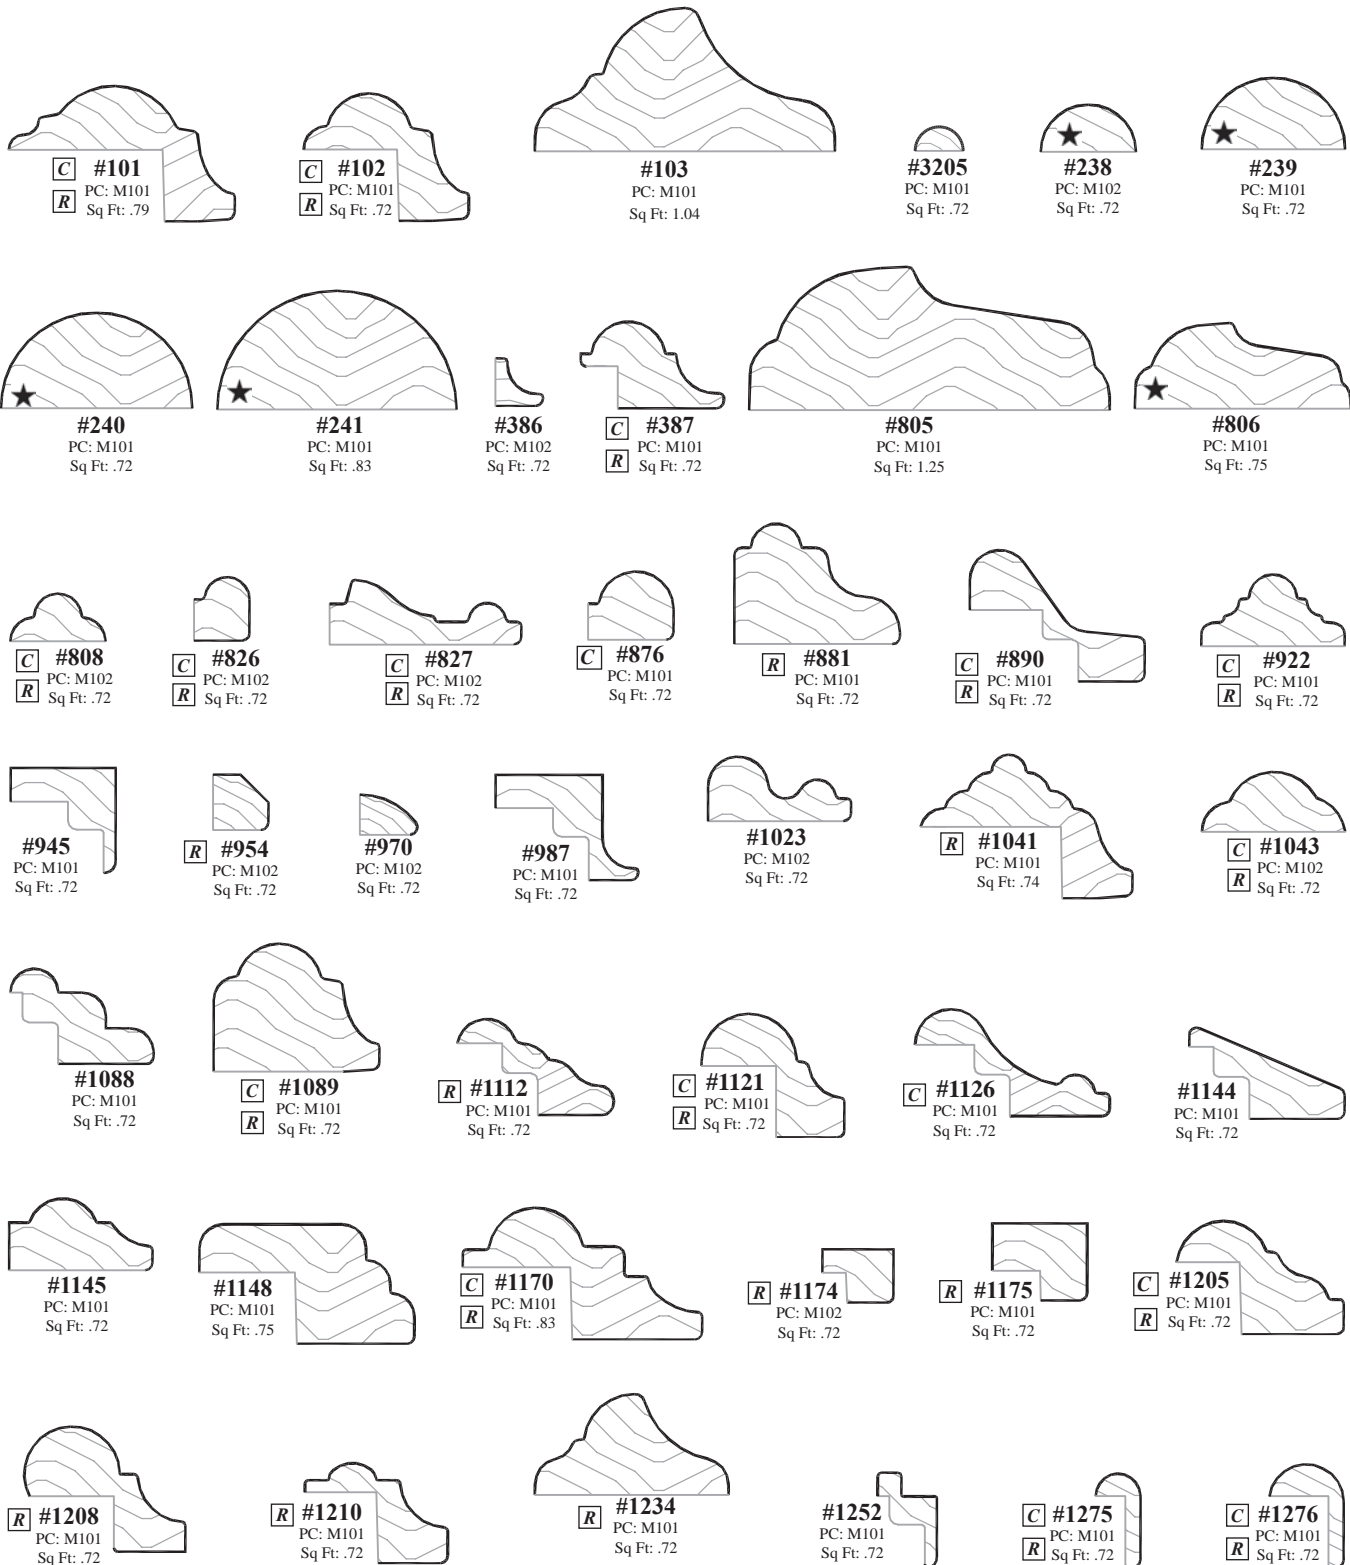 C #101
R PC: M101
Sq Ft: .79
C #102
R PC: M101
Sq Ft: .72
#103
PC: M101
Sq Ft: 1.04
#3205
PC: M101
Sq Ft: .72
#238
PC: M102
Sq Ft: .72
#239
PC: M101
Sq Ft: .72
#240
PC: M101
Sq Ft: .72
#241
PC: M101
Sq Ft: .83
#386
PC: M102
Sq Ft: .72
C #387
R PC: M101
Sq Ft: .72
#805
PC: M101
Sq Ft: 1.25
#806
PC: M101
Sq Ft: .75
C #808
R PC: M102
Sq Ft: .72
C #826
R PC: M102
Sq Ft: .72
C #827
R PC: M102
Sq Ft: .72
C #876
PC: M101
Sq Ft: .72
R #881
PC: M101
Sq Ft: .72
C #890
R PC: M101
Sq Ft: .72
C #922
R PC: M101
Sq Ft: .72
#945
PC: M101
Sq Ft: .72
R #954
PC: M102
Sq Ft: .72
#970
PC: M102
Sq Ft: .72
#987
PC: M101
Sq Ft: .72
#1023
PC: M102
Sq Ft: .72
R #1041
PC: M101
Sq Ft: .74
C #1043
R PC: M102
Sq Ft: .72
#1088
PC: M101
Sq Ft: .72
C #1089
R PC: M101
Sq Ft: .72
R #1112
PC: M101
Sq Ft: .72
C #1121
R PC: M101
Sq Ft: .72
C #1126
PC: M101
Sq Ft: .72
#1144
PC: M101
Sq Ft: .72
#1145
PC: M101
Sq Ft: .72
#1148
PC: M101
Sq Ft: .75
C #1170
R PC: M101
Sq Ft: .83
R #1174
PC: M102
Sq Ft: .72
R #1175
PC: M101
Sq Ft: .72
C #1205
R PC: M101
Sq Ft: .72
R #1208
PC: M101
Sq Ft: .72
R #1210
PC: M101
Sq Ft: .72
R #1234
PC: M101
Sq Ft: .72
#1252
PC: M101
Sq Ft: .72
C #1275
R PC: M101
Sq Ft: .72
C #1276
R PC: M101
Sq Ft: .72